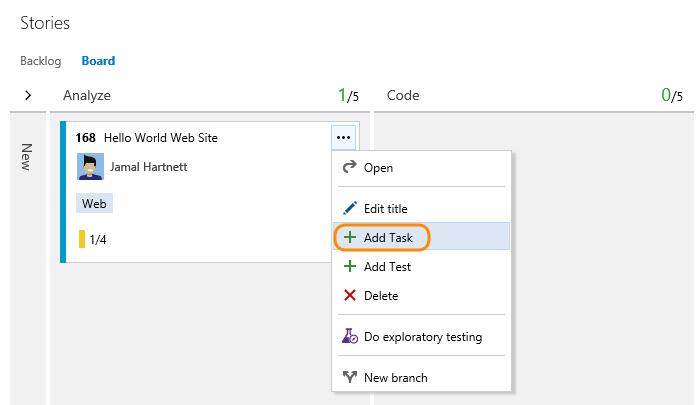 Stories
Backlog Board
Analyze 1/5 Code 0/5
New
168 Hello World Web Site ...
Jamal Hartnett
Web
1/4
Open
Edit title
Add Task
Add Test
Delete
Do exploratory testing
New branch